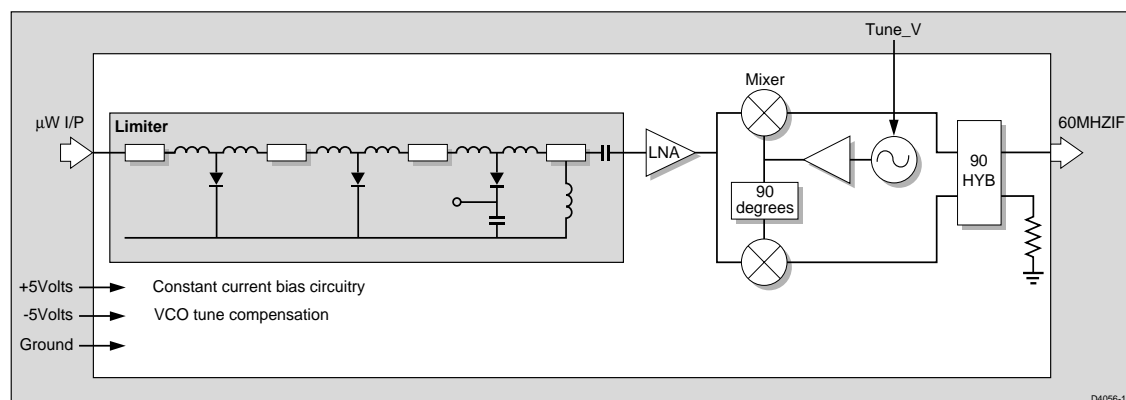 Tune_V
Mixer
µW I/P
Limiter
60MHZIF
LNA
90
HYB
90
degrees
+5Volts
Constant current bias circuitry
-5Volts
VCO tune compensation
Ground
D4056-1